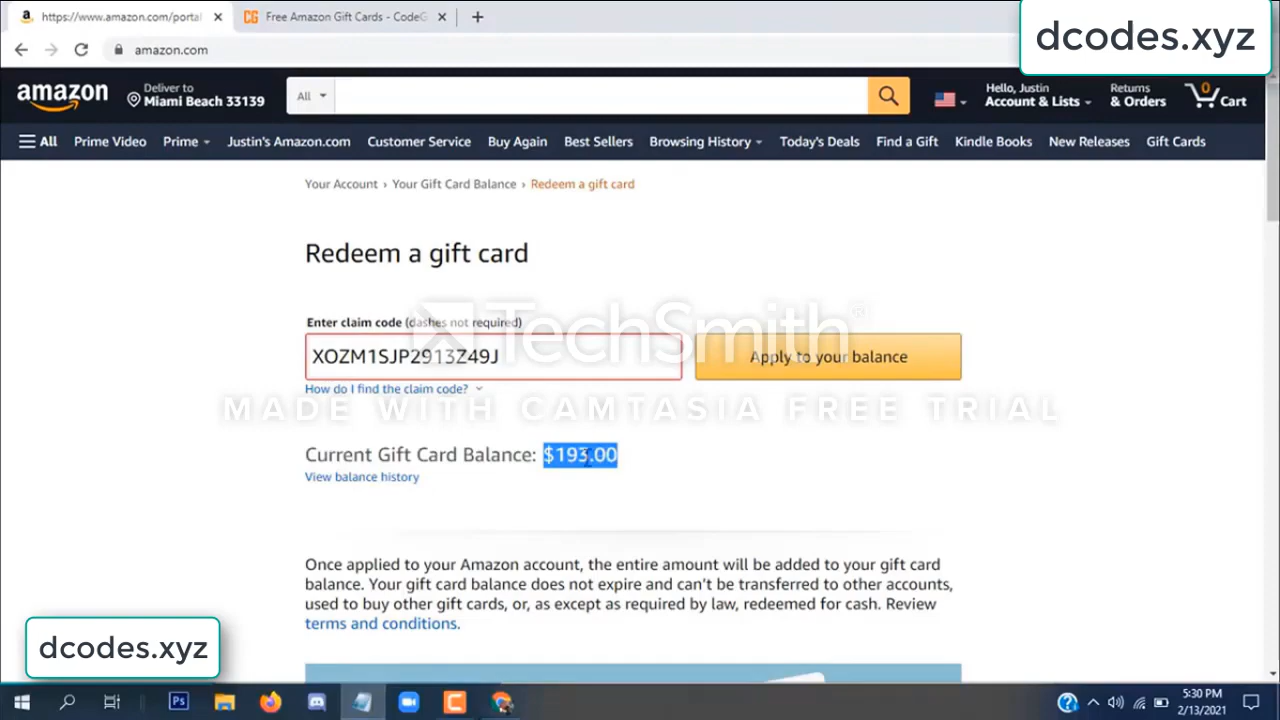 https://www.amazon.com/portal
Free Amazon Gift Cards - CodeG
dcodes.xyz
amazon.com
amazon
Deliver to
Miami Beach 33139
All
Hello, Justin
Account & Lists
Returns
& Orders
0
Cart
All Prime Video Prime Justin's Amazon.com Customer Service Buy Again Best Sellers Browsing History Today's Deals Find a Gift Kindle Books New Releases Gift Cards
Your Account › Your Gift Card Balance › Redeem a gift card
Redeem a gift card
TechSmith®
Enter claim code (dashes not required)
XOZM1SJP2913Z49J
Apply to your balance
How do I find the claim code?
MADE WITH CAMTASIA FREE TRIAL
Current Gift Card Balance: $193.00
View balance history
Once applied to your Amazon account, the entire amount will be added to your gift card
balance. Your gift card balance does not expire and can't be transferred to other accounts,
used to buy other gift cards, or, as except as required by law, redeemed for cash. Review
terms and conditions.
dcodes.xyz
Ps
5:30 PM
2/13/2021